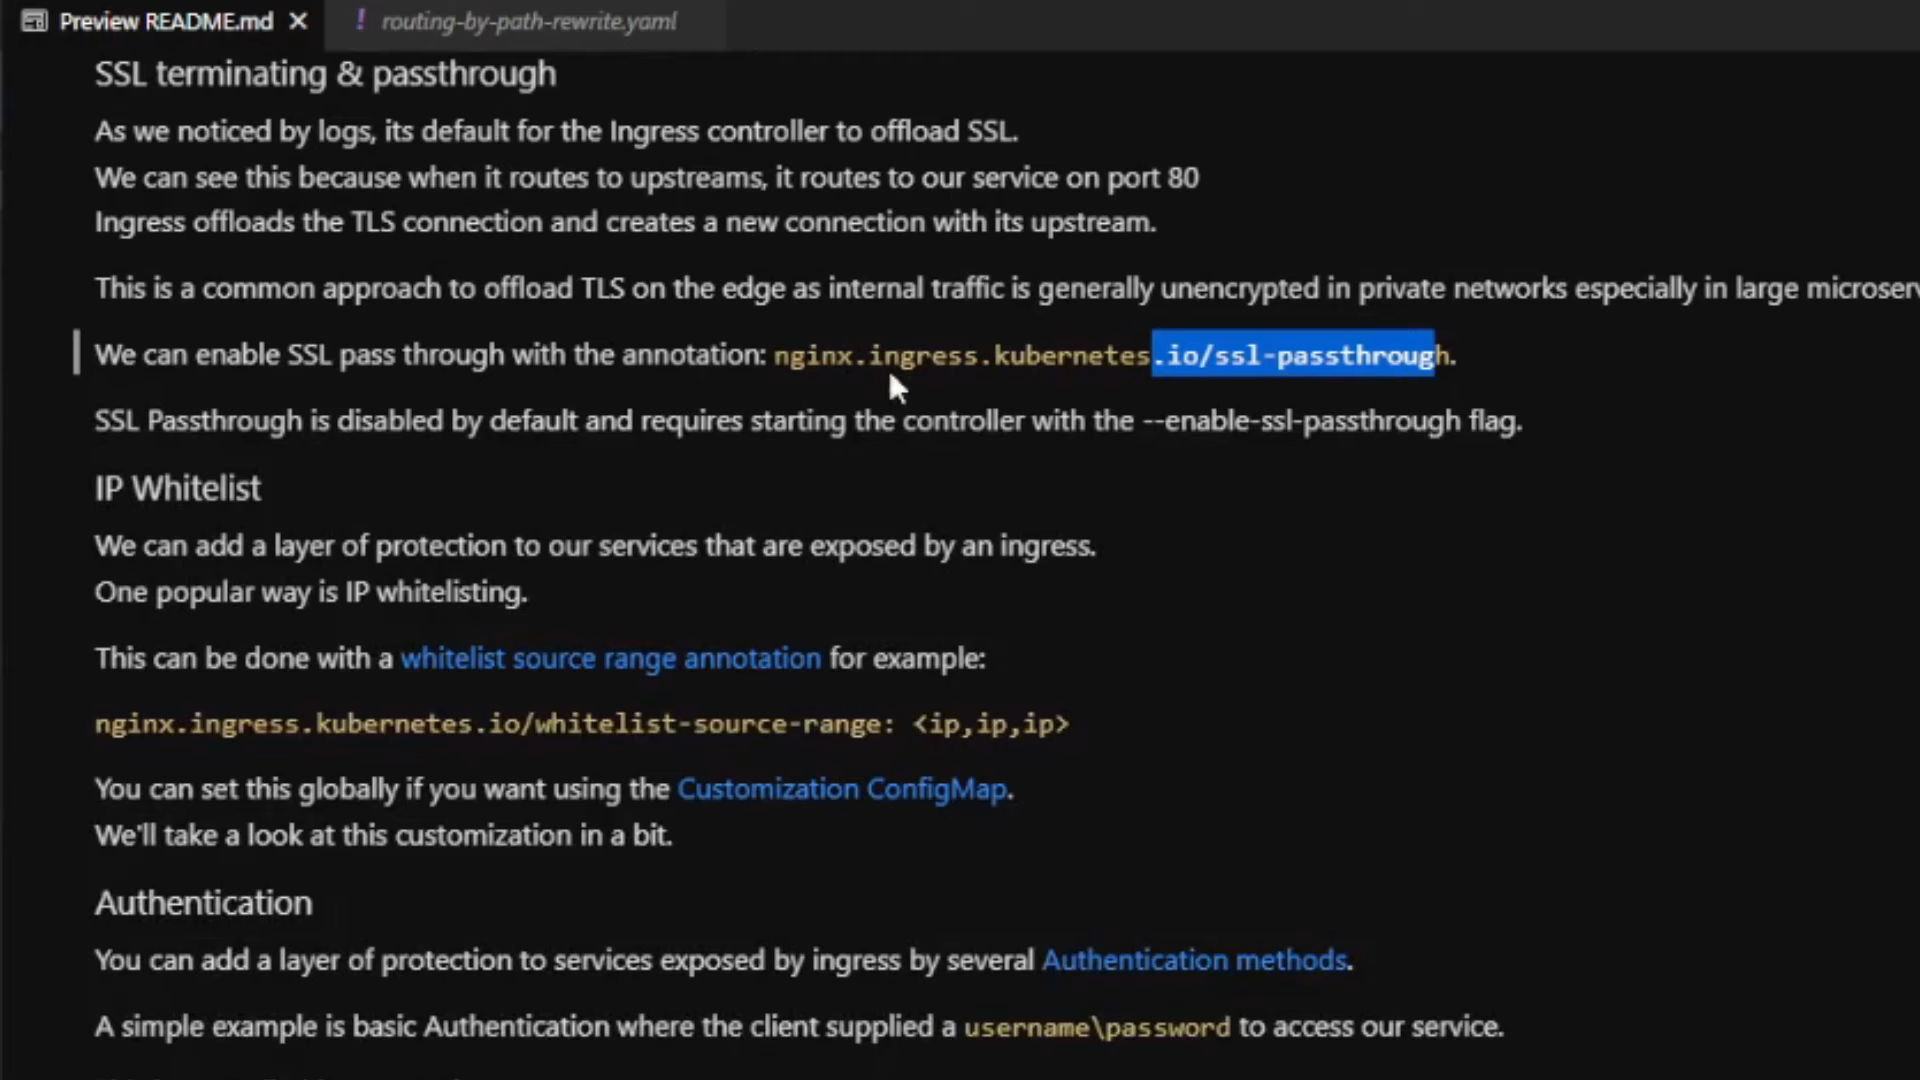 Preview README.md
! routing-by-path-rewrite.yaml
SSL terminating & passthrough
As we noticed by logs, its default for the Ingress controller to offload SSL.
We can see this because when it routes to upstreams, it routes to our service on port 80
Ingress offloads the TLS connection and creates a new connection with its upstream.
This is a common approach to offload TLS on the edge as internal traffic is generally unencrypted in private networks especially in large microserv
We can enable SSL pass through with the annotation: nginx.ingress.kubernetes.io/ssl-passthrough.
SSL Passthrough is disabled by default and requires starting the controller with the --enable-ssl-passthrough flag.
IP Whitelist
We can add a layer of protection to our services that are exposed by an ingress.
One popular way is IP whitelisting.
This can be done with a whitelist source range annotation for example:
nginx.ingress.kubernetes.io/whitelist-source-range: <ip,ip,ip>
You can set this globally if you want using the Customization ConfigMap.
We'll take a look at this customization in a bit.
Authentication
You can add a layer of protection to services exposed by ingress by several Authentication methods.
A simple example is basic Authentication where the client supplied a username\password to access our service.